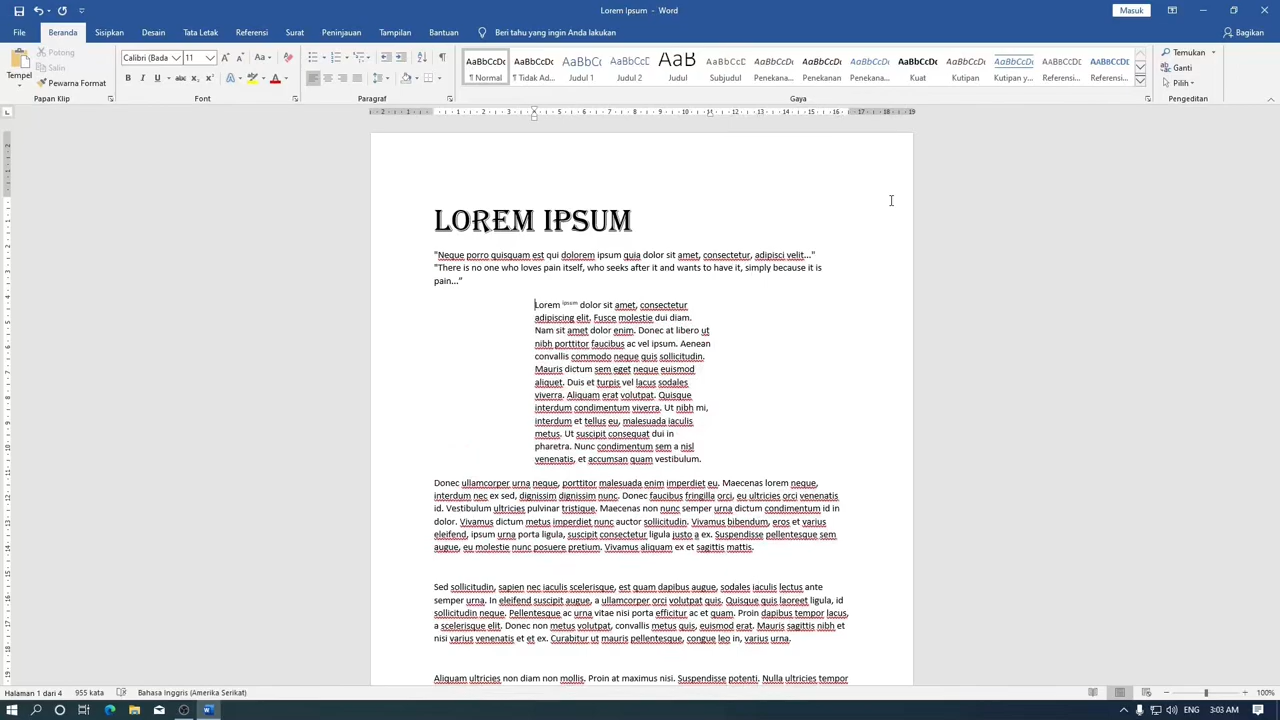 Lorem Ipsum - Word
Masuk
File Beranda Sisipkan Desain Tata Letak Referensi Surat Peninjauan Tampilan Bantuan Beri tahu yang ingin Anda lakukan Bagikan
Tempel
Potong
Salin
Pewarna Format
Papan Klip
Calibri (Bada 11
Font
Paragraf
AaBbCcDc AaBbCcDc AaBbCc AaBbCcD AaB AaBbCcD AaBbCcDc AaBbCcDc AaBbCcDc AaBbCcDc AaBbCcDc AaBbCcDc AaBbCcDc AaBbCcDc
¶ Normal ¶ Tidak Ad... Judul 1 Judul 2 Judul Subjudul Penekana... Penekanan Penekana... Kuat Kutipan Kutipan y... Referensi... Referensi...
Gaya
Temukan
Ganti
Pilih
Pengeditan
LOREM IPSUM
"Neque porro quisquam est qui dolorem ipsum quia dolor sit amet, consectetur, adipisci velit..."
"There is no one who loves pain itself, who seeks after it and wants to have it, simply because it is
pain..."
Lorem ipsem dolor sit amet, consectetur
adipiscing elit. Fusce molestie dui diam.
Nam sit amet dolor enim. Donec at libero ut
nibh porttitor faucibus ac vel ipsum. Aenean
convallis commodo neque quis sollicitudin.
Mauris dictum sem eget neque euismod
aliquet. Duis et turpis vel lacus sodales
viverra. Aliquam erat volutpat. Quisque
interdum condimentum viverra. Ut nibh mi,
interdum et tellus eu, malesuada iaculis
metus. Ut suscipit consequat dui in
pharetra. Nunc condimentum sem a nisl
venenatis, et accumsan quam vestibulum.
Donec ullamcorper urna neque, porttitor malesuada enim imperdiet eu. Maecenas lorem neque,
interdum nec ex sed, dignissim dignissim nunc. Donec faucibus fringilla orci, eu ultricies orci venenatis
id. Vestibulum ultricies pulvinar tristique. Maecenas non nunc semper urna dictum condimentum id in
dolor. Vivamus dictum metus imperdiet nunc auctor sollicitudin. Vivamus bibendum, eros et varius
eleifend, ipsum urna porta ligula, suscipit consectetur ligula justo a ex. Suspendisse pellentesque sem
augue, eu molestie nunc posuere pretium. Vivamus aliquam ex et sagittis mattis.
Sed sollicitudin, sapien nec iaculis scelerisque, est quam dapibus augue, sodales iaculis lectus ante
semper urna. In eleifend suscipit augue, a ullamcorper orci volutpat quis. Quisque quis laoreet ligula, id
sollicitudin neque. Pellentesque ac urna vitae nisi porta efficitur ac et quam. Proin dapibus tempor lacus,
a scelerisque elit. Donec non metus volutpat, convallis metus quis, euismod erat. Mauris sagittis nibh et
nisi varius venenatis et et ex. Curabitur ut mauris pellentesque, congue leo in, varius urna.
Aliquam ultricies non diam non mollis. Proin at maximus nisi. Suspendisse potenti. Nulla ultricies tempor
Halaman 1 dari 4 955 kata Bahasa Inggris (Amerika Serikat) 100%
ENG 3:03 AM